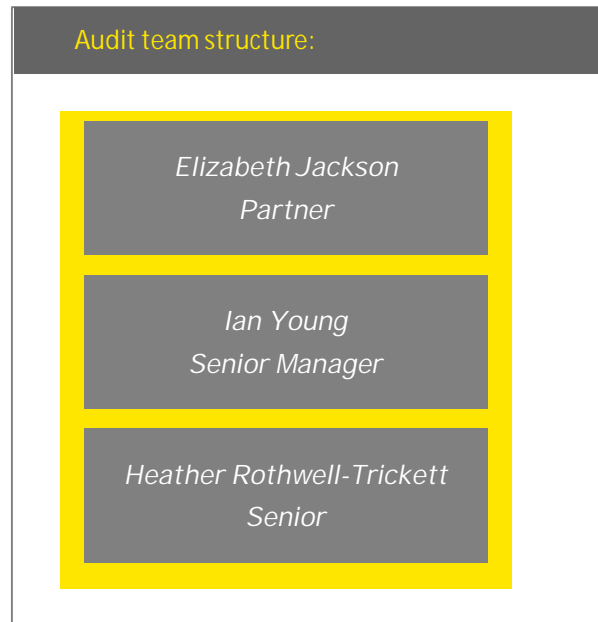 Audit team structure:
Elizabeth Jackson
Partner
Ian Young
Senior Manager
Heather Rothwell-Trickett
Senior